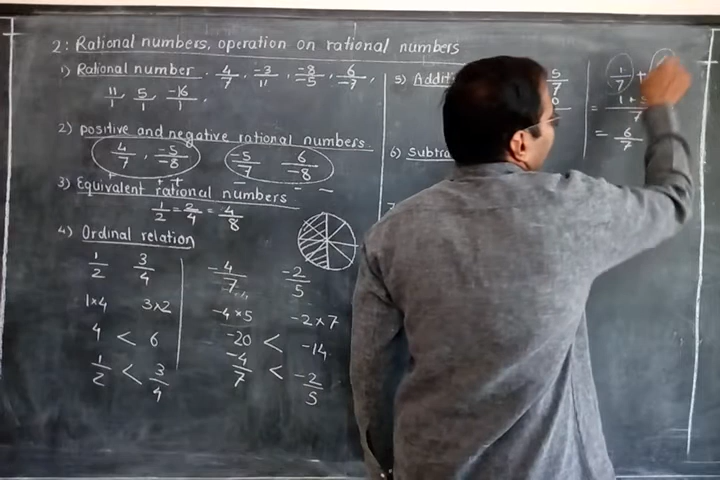 2: Rational numbers, operation on rational numbers
1) Rational number. 4/7, -3/11, -8/-5, 6/-7,
11/1, 5/1, -16/1.
2) positive and negative rational numbers.
4/7, -5/8 -5/7 6/-8
+ + + - - -
3) Equivalent rational numbers
1/2 = 2/4 = 4/8
4) Ordinal relation
1/2 3/4 -4/7 -2/5
1×4 3×2 -4×5 -2×7
4 < 6 -20 < -14
1/2 < 3/4 -4/7 < -2/5
5) Addit 5/7 1/7 +
= 1+ /7
= 6/7
6) Subtra